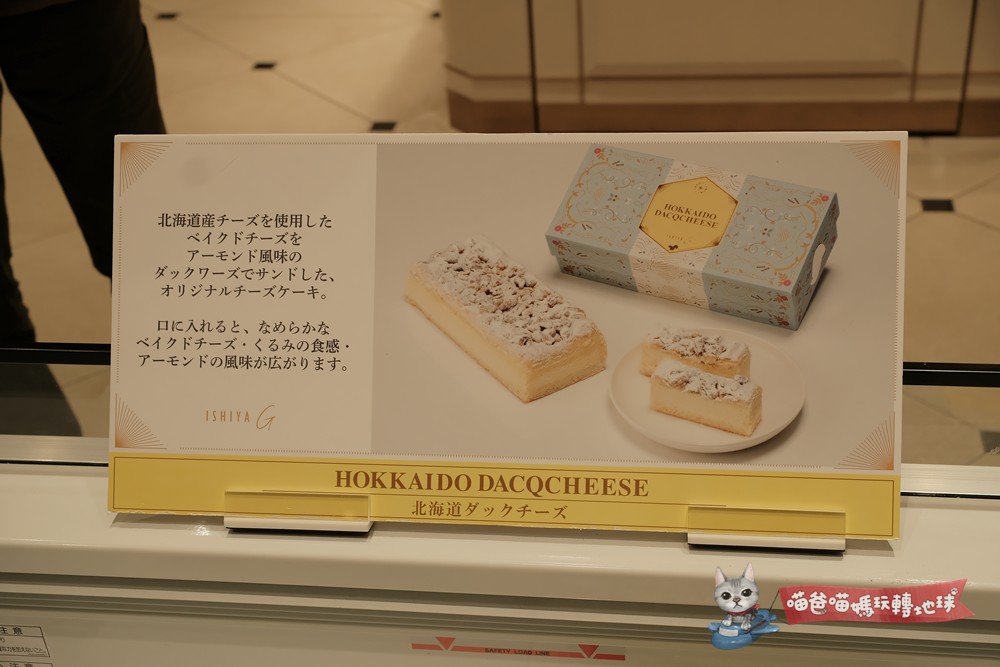 北海道産チーズを使用した
ベイクドチーズを
アーモンド風味の
ダックワーズでサンドした、
オリジナルチーズケーキ。
口に入れると、なめらかな
ベイクドチーズ・くるみの食感・
アーモンドの風味が広がります。
ISHIYA G
HOKKAIDO
DACQCHEESE
HOKKAIDO DACQCHEESE
北海道ダックチーズ
喵爸喵媽玩轉地球
注意
SAFETY LOAD LINE